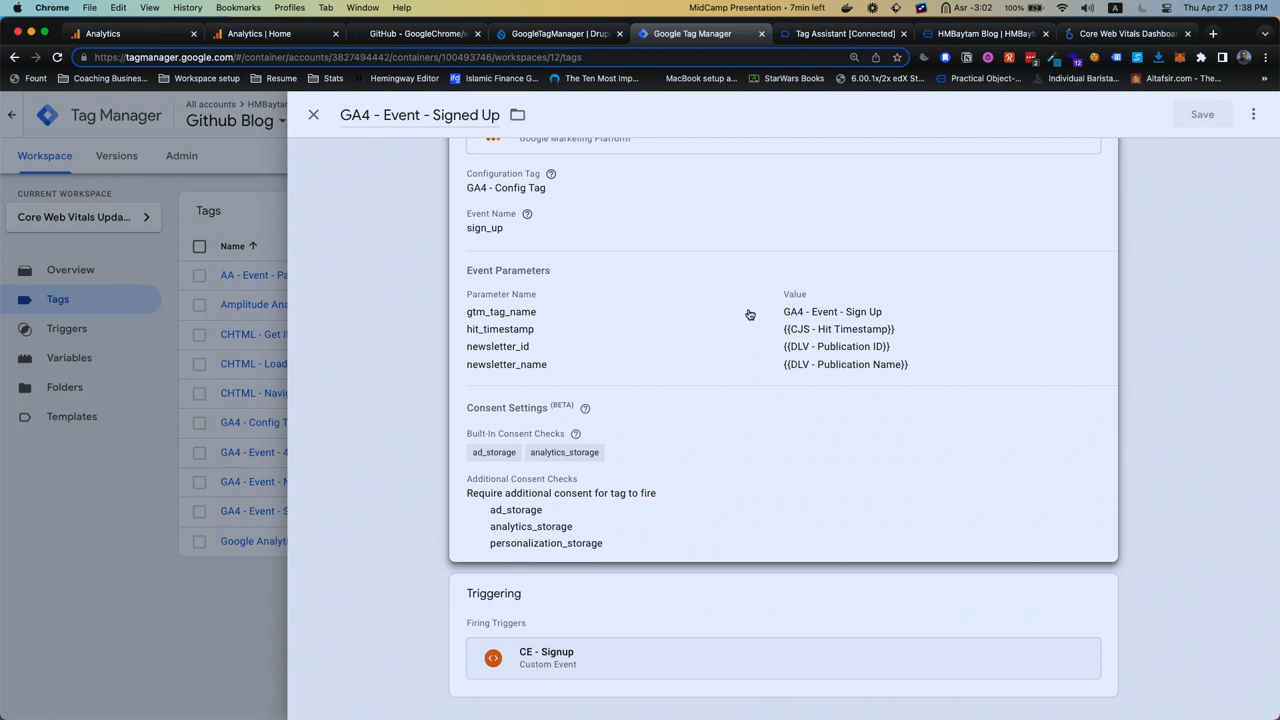 Chrome File Edit View History Bookmarks Profiles Tab Window Help MidCamp Presentation • 7min left Asr -3:02 100% A Thu Apr 27 1:38 PM
Analytics Analytics | Home GitHub - GoogleChrome/w GoogleTagManager | Drup Google Tag Manager Tag Assistant [Connected] HMBaytam Blog | HMBayta Core Web Vitals Dashboa
https://tagmanager.google.com/#/container/accounts/3827494442/containers/100493746/workspaces/12/tags
Fount Coaching Busines... Workspace setup Resume Stats Hemingway Editor Islamic Finance G... The Ten Most Imp... MacBook setup a... StarWars Books 6.00.1x/2x edX St... Practical Object-... Individual Barista... Altafsir.com - The...
Tag Manager
All accounts > HMBaytam
Github Blog
GA4 - Event - Signed Up
Save
Workspace Versions Admin
Google Marketing Platform
CURRENT WORKSPACE
Core Web Vitals Upda...
Overview
Tags
Triggers
Variables
Folders
Templates
Tags
Name
AA - Event - Pa
Amplitude Ana
CHTML - Get I
CHTML - Load
CHTML - Navig
GA4 - Config T
GA4 - Event - 4
GA4 - Event - N
GA4 - Event - S
Google Analyti
Configuration Tag
GA4 - Config Tag
Event Name
sign_up
Event Parameters
Parameter Name Value
gtm_tag_name GA4 - Event - Sign Up
hit_timestamp {{CJS - Hit Timestamp}}
newsletter_id {{DLV - Publication ID}}
newsletter_name {{DLV - Publication Name}}
Consent Settings (BETA)
Built-In Consent Checks
ad_storage analytics_storage
Additional Consent Checks
Require additional consent for tag to fire
ad_storage
analytics_storage
personalization_storage
Triggering
Firing Triggers
CE - Signup
Custom Event